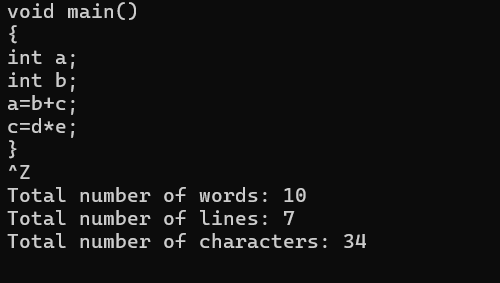 void main()
{
int a;
int b;
a=b+c;
c=d*e;
}
^Z
Total number of words: 10
Total number of lines: 7
Total number of characters: 34